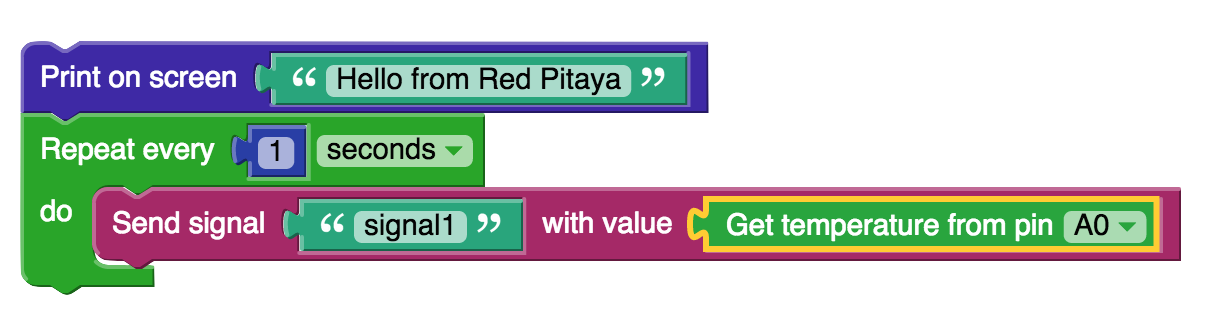 Print on screen “ Hello from Red Pitaya ”
Repeat every 1 seconds
do Send signal “ signal1 ” with value Get temperature from pin A0